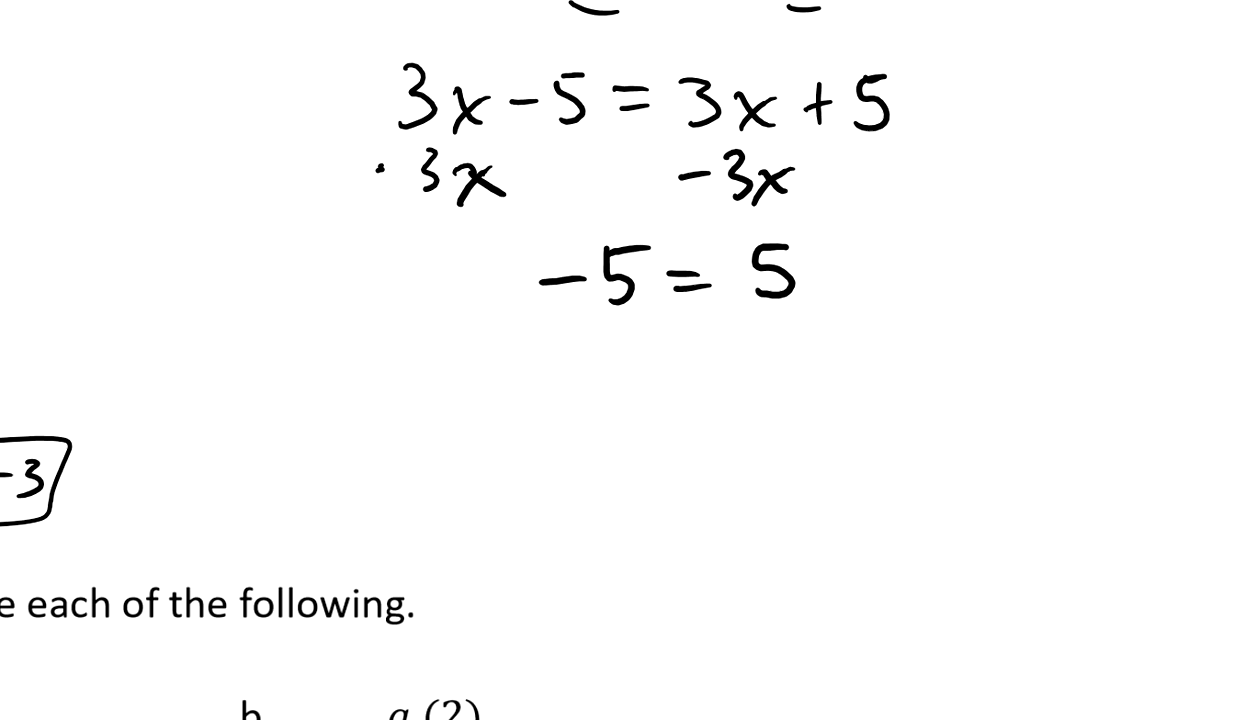 3x - 5 = 3x + 5
· 3x - 3x
-5 = 5
-3
e each of the following.